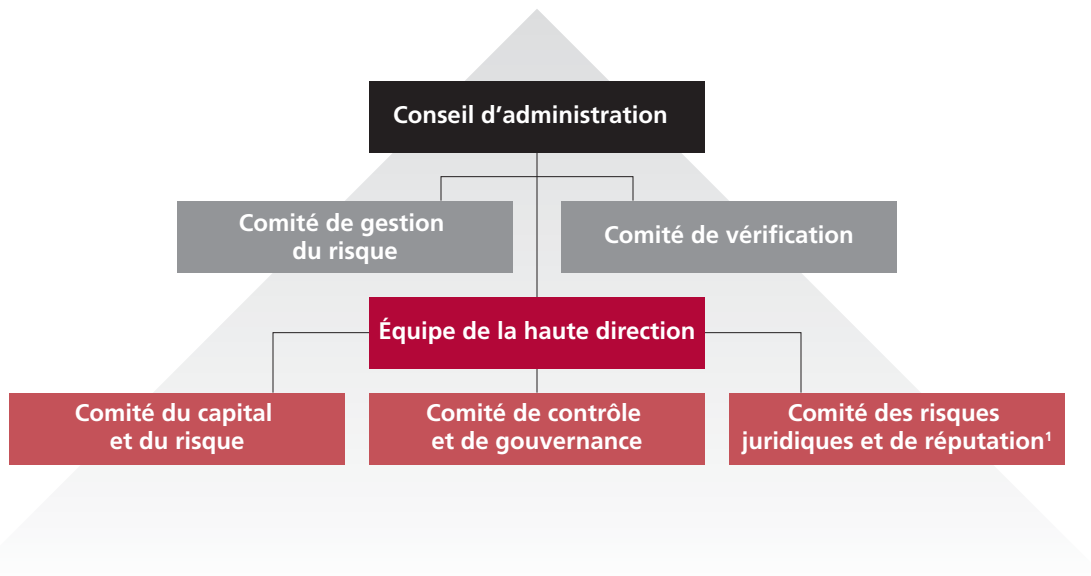 Conseil d’administration
Comité de gestion
du risque
Comité de vérification
Équipe de la haute direction
Comité du capital
et du risque
Comité de contrôle
et de gouvernance
Comité des risques
juridiques et de réputation¹